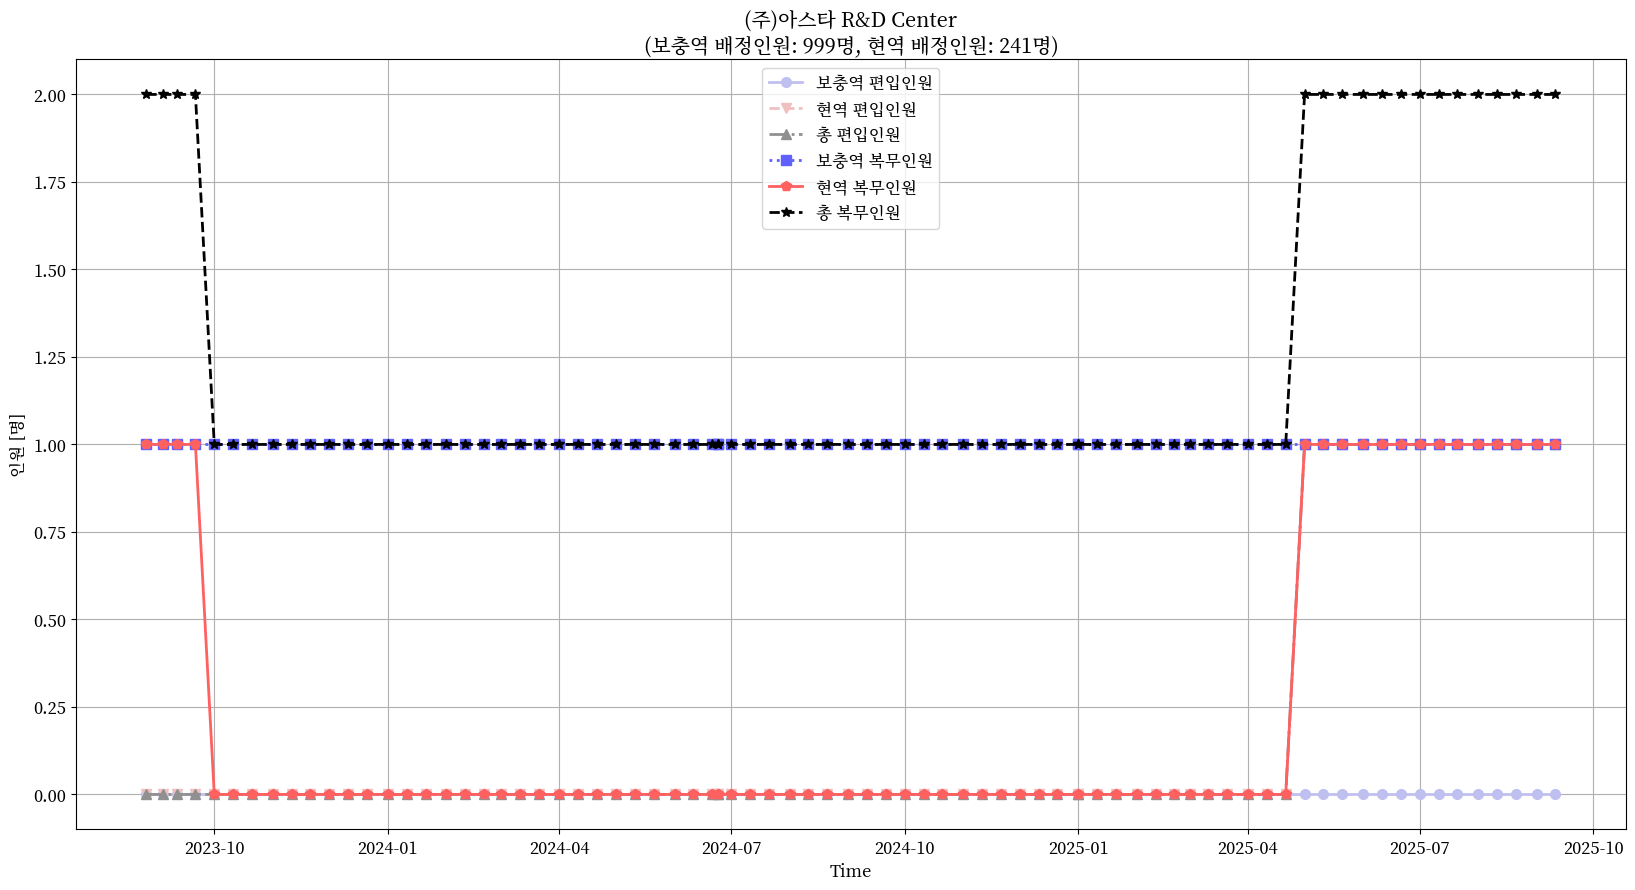 (주)아스타 R&D Center
(보충역 배정인원: 999명, 현역 배정인원: 241명)
보충역 편입인원
현역 편입인원
총 편입인원
보충역 복무인원
현역 복무인원
총 복무인원
인원 [명]
2.00
1.75
1.50
1.25
1.00
0.75
0.50
0.25
0.00
2023-10
2024-01
2024-04
2024-07
2024-10
2025-01
2025-04
2025-07
2025-10
Time